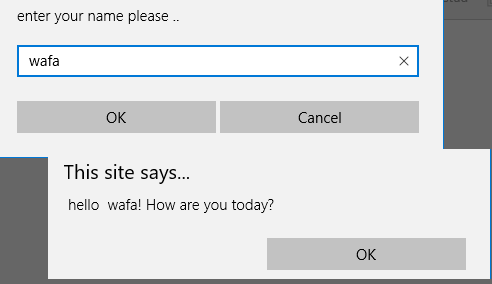 enter your name please ..
wafa
OK Cancel
This site says...
hello  wafa! How are you today?
OK